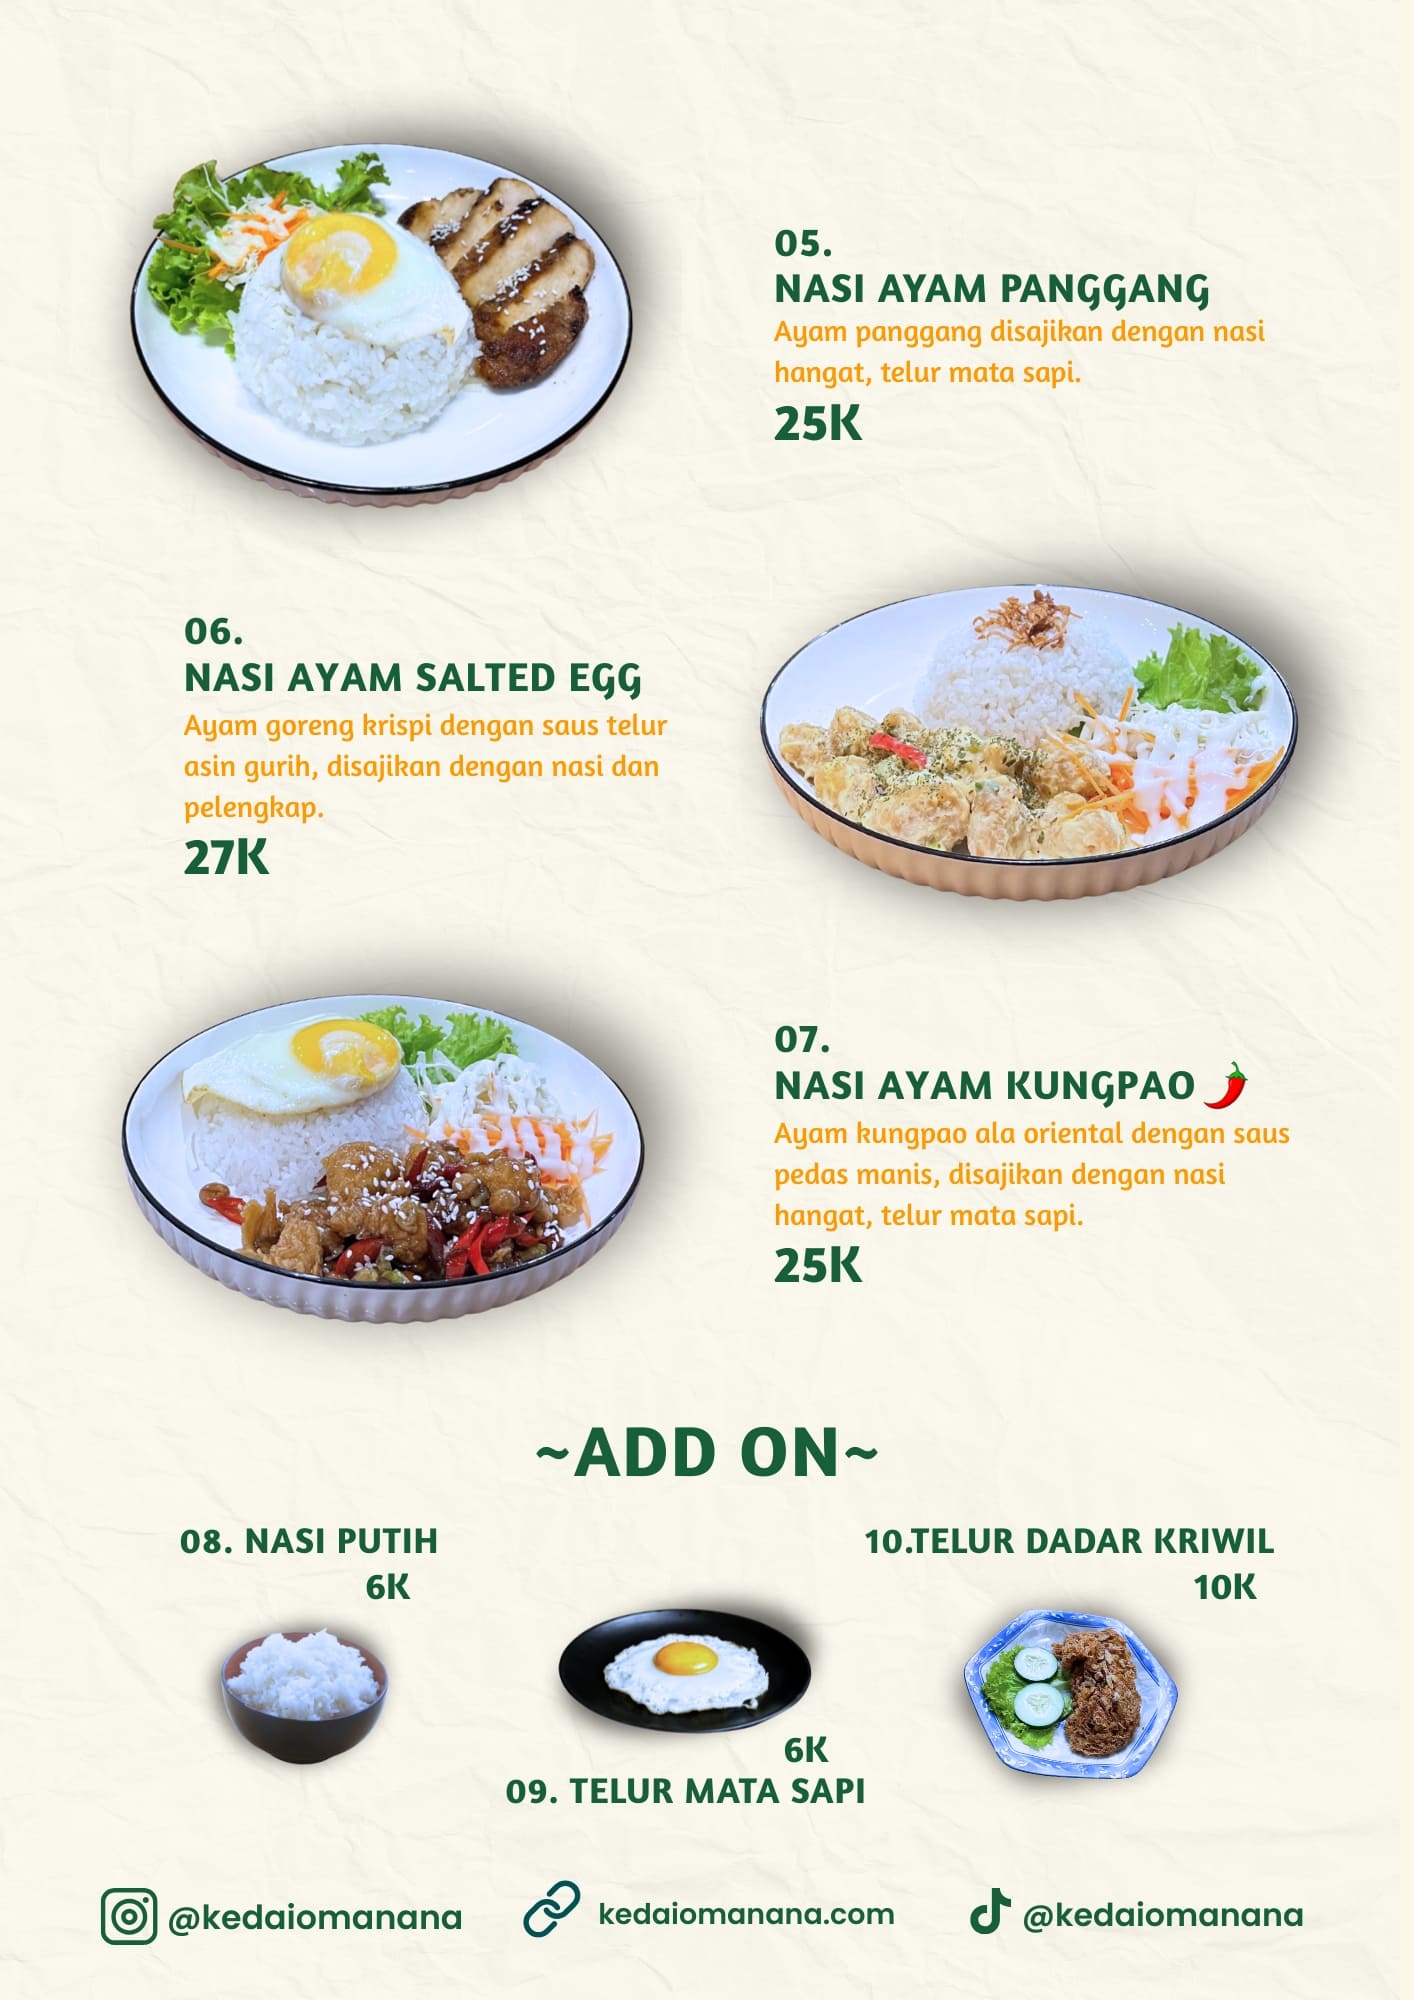 05.
NASI AYAM PANGGANG
Ayam panggang disajikan dengan nasi
hangat, telur mata sapi.
25K
06.
NASI AYAM SALTED EGG
Ayam goreng krispi dengan saus telur
asin gurih, disajikan dengan nasi dan
pelengkap.
27K
07.
NASI AYAM KUNGPAO
Ayam kungpao ala oriental dengan saus
pedas manis, disajikan dengan nasi
hangat, telur mata sapi.
25K
~ADD ON~
08. NASI PUTIH
6K
6K
09. TELUR MATA SAPI
10.TELUR DADAR KRIWIL
10K
@kedaiomanana
kedaiomanana.com
@kedaiomanana